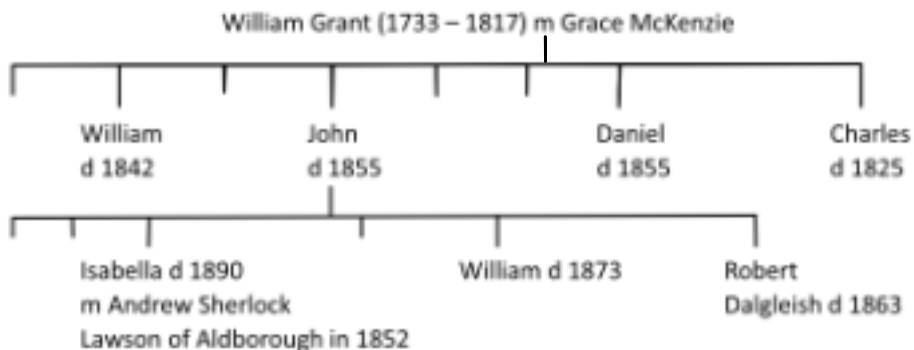 William Grant (1733 – 1817) m Grace McKenzie
William John Daniel Charles
d 1842 d 1855 d 1855 d 1825
Isabella d 1890 William d 1873 Robert
m Andrew Sherlock Dalgleish d 1863
Lawson of Aldborough in 1852